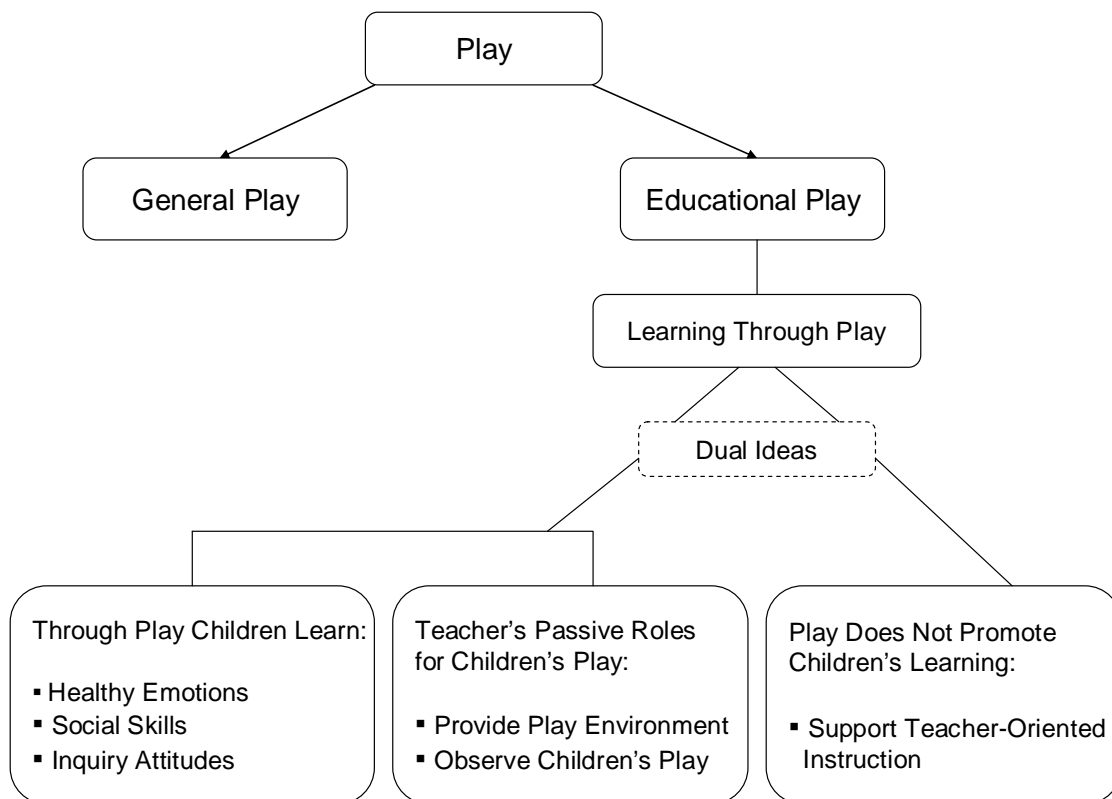 Play
General Play
Educational Play
Learning Through Play
Dual Ideas
Through Play Children Learn:
▪ Healthy Emotions
▪ Social Skills
▪ Inquiry Attitudes
Teacher's Passive Roles
for Children's Play:
▪ Provide Play Environment
▪ Observe Children's Play
Play Does Not Promote
Children's Learning:
▪ Support Teacher-Oriented
Instruction